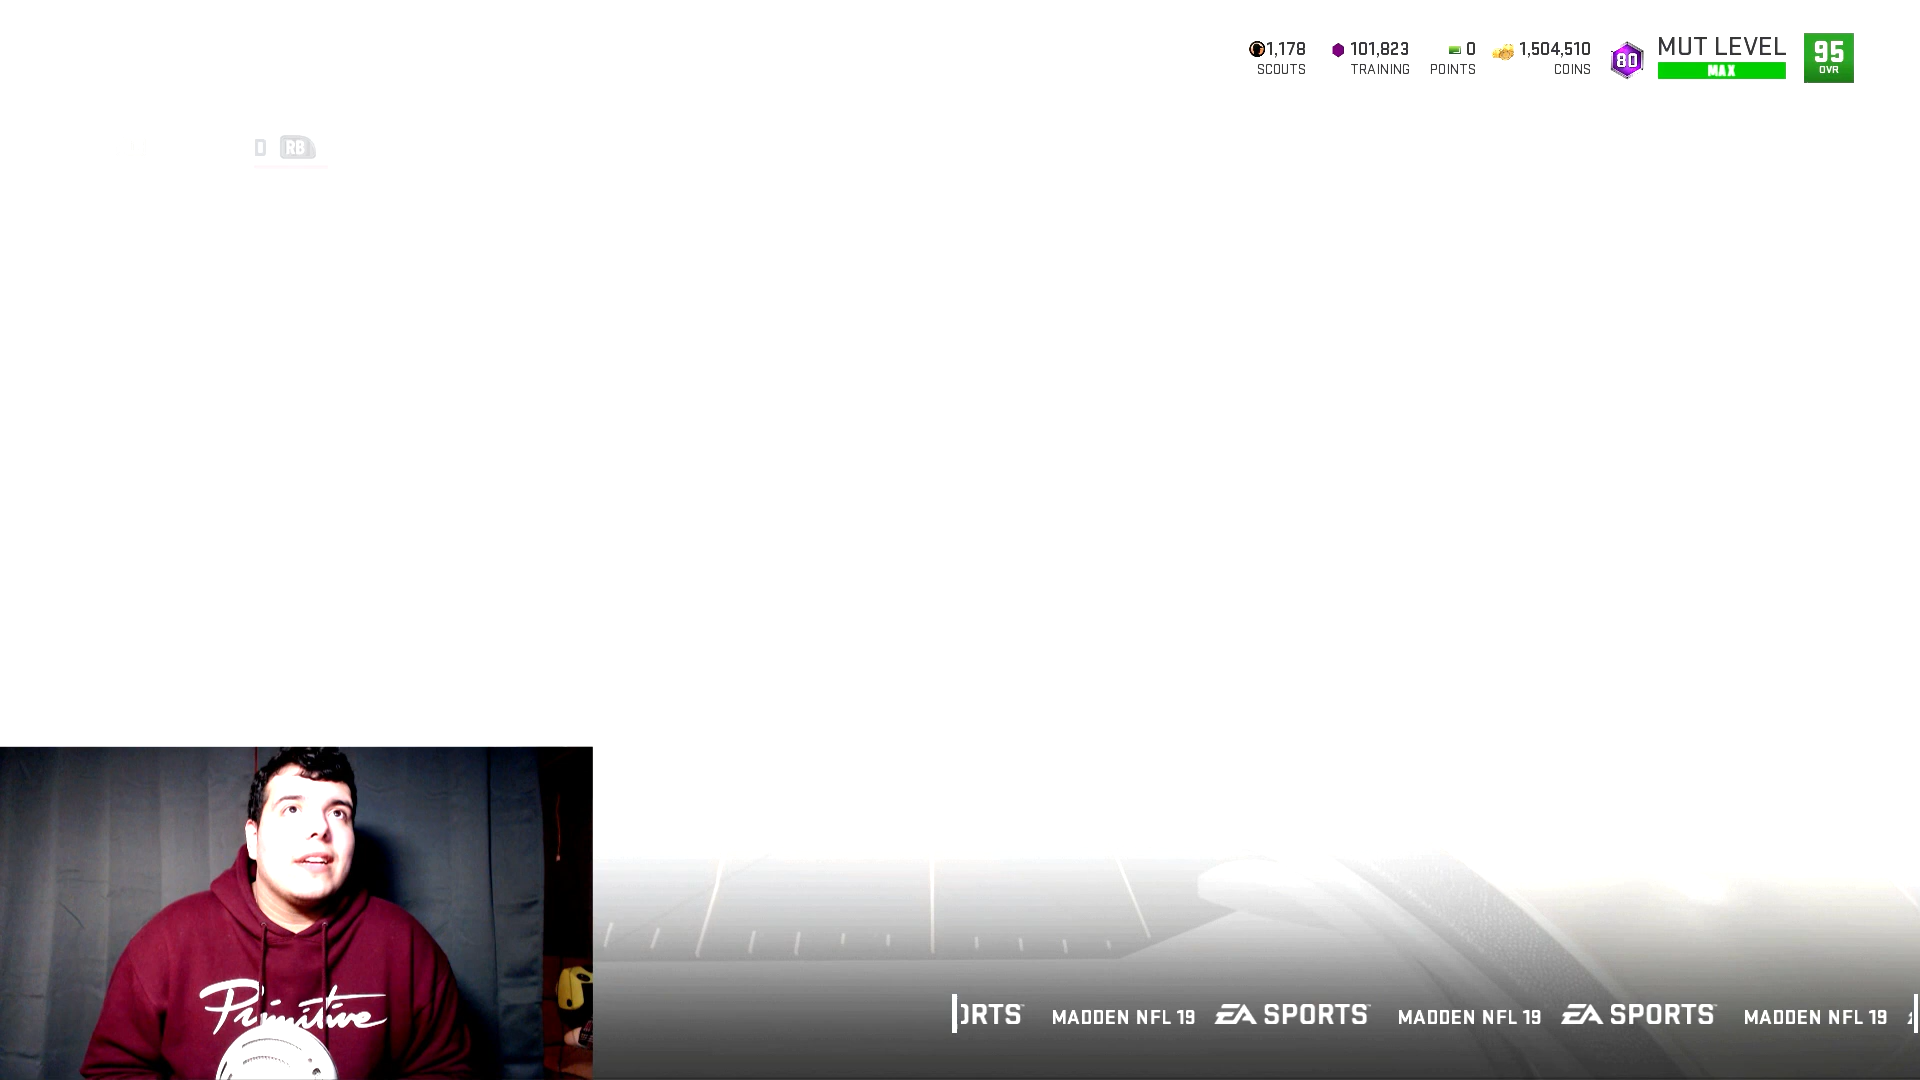 1,178 101,823 0 1,504,510 80 MUT LEVEL 95
SCOUTS TRAINING POINTS COINS MAX OVR
D RB
Primitive
ORTS MADDEN NFL 19 EA SPORTS MADDEN NFL 19 EA SPORTS MADDEN NFL 19